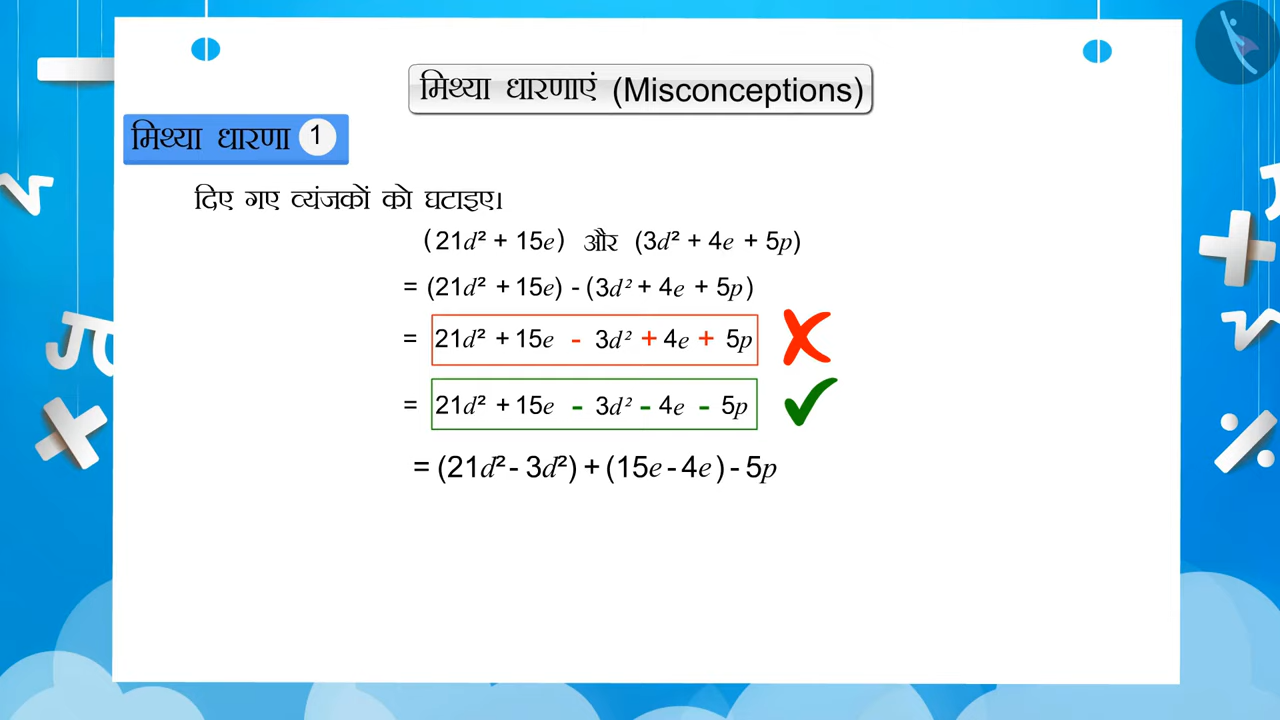 मिथ्या धारणाएं (Misconceptions)
मिथ्या धारणा 1
दिए गए व्यंजकों को घटाइए।
(21d² + 15e) और (3d² + 4e + 5p)
= (21d² + 15e) - (3d² + 4e + 5p)
= 21d² + 15e - 3d² + 4e + 5p ✗
= 21d² + 15e - 3d² - 4e - 5p ✓
= (21d² - 3d²) + (15e - 4e) - 5p